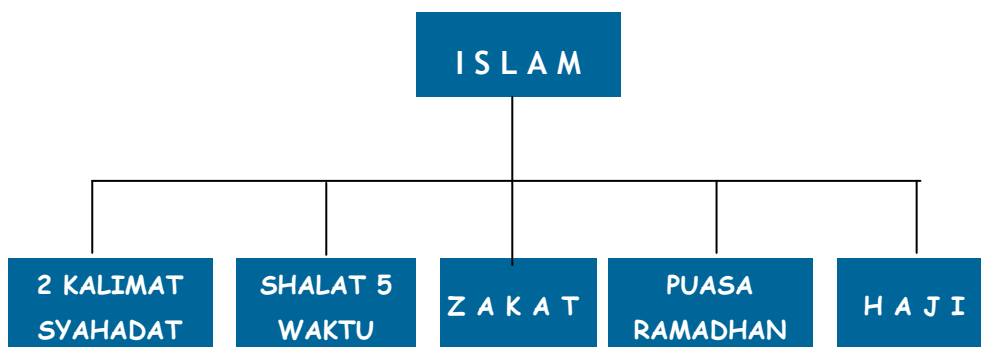 I S L A M
2 KALIMAT
SYAHADAT
SHALAT 5
WAKTU
Z A K A T
PUASA
RAMADHAN
H A J I